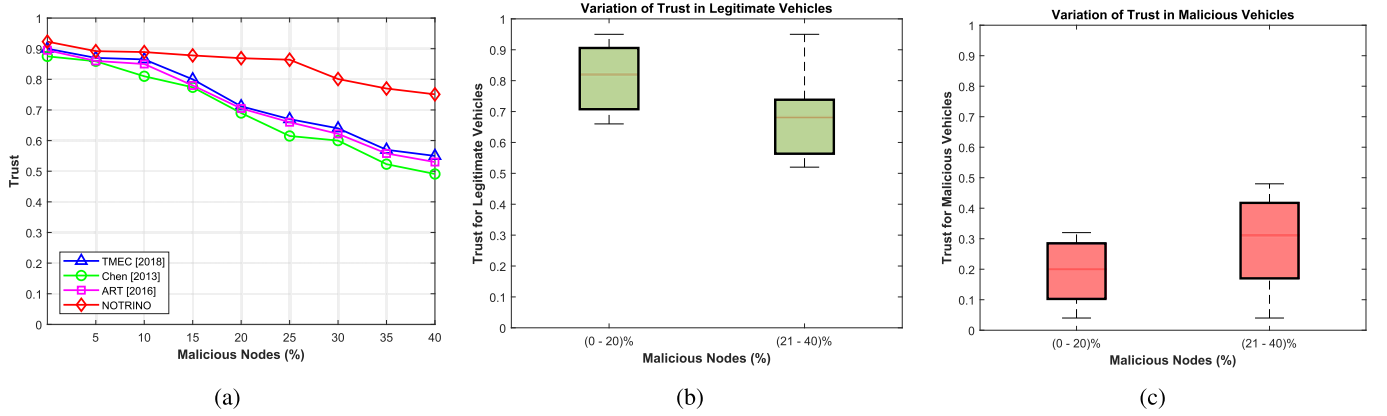 1
0.9
0.8
0.7
0.6
0.5
0.4
0.3
0.2
0.1
0
Trust
5 10 15 20 25 30 35 40
Malicious Nodes (%)
TMEC [2018]
Chen [2013]
ART [2016]
NOTRINO
(a)
Variation of Trust in Legitimate Vehicles
1
0.9
0.8
0.7
0.6
0.5
0.4
0.3
0.2
0.1
0
Trust for Legitimate Vehicles
(0 - 20)% (21 - 40)%
Malicious Nodes (%)
(b)
Variation of Trust in Malicious Vehicles
1
0.9
0.8
0.7
0.6
0.5
0.4
0.3
0.2
0.1
0
Trust for Malicious Vehicles
(0 - 20)% (21 - 40)%
Malicious Nodes (%)
(c)